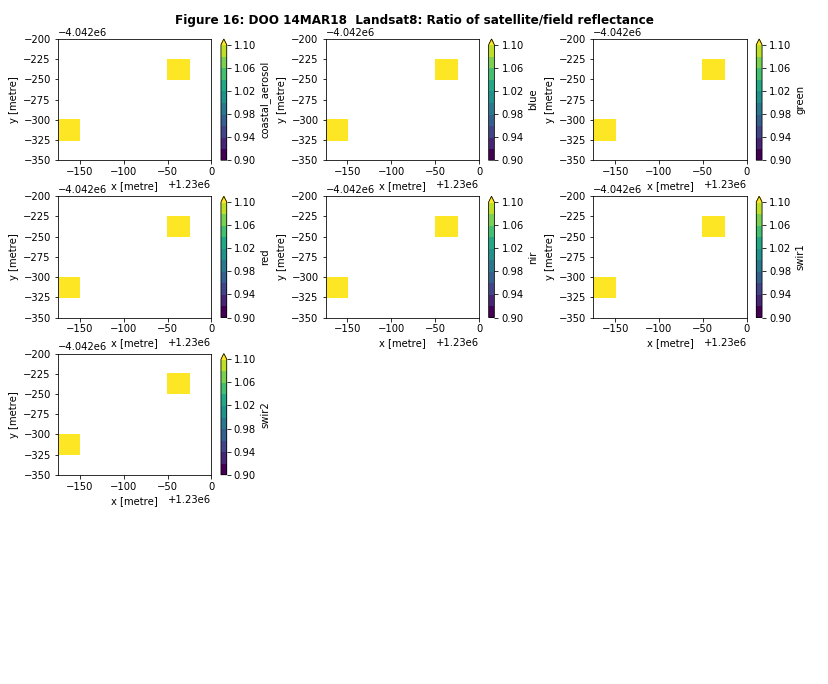 Figure 16: DOO 14MAR18  Landsat8: Ratio of satellite/field reflectance
−4.042e6 −4.042e6 −4.042e6
−200 −225 −250 −275 −300 −325 −350
y [metre]
−150 −100 −50 0
x [metre] +1.23e6
1.10 1.06 1.02 0.98 0.94 0.90
coastal_aerosol
−200 −225 −250 −275 −300 −325 −350
y [metre]
−150 −100 −50 0
x [metre] +1.23e6
1.10 1.06 1.02 0.98 0.94 0.90
blue
−200 −225 −250 −275 −300 −325 −350
y [metre]
−150 −100 −50 0
x [metre] +1.23e6
1.10 1.06 1.02 0.98 0.94 0.90
green
−4.042e6 −4.042e6 −4.042e6
−200 −225 −250 −275 −300 −325 −350
y [metre]
−150 −100 −50 0
x [metre] +1.23e6
1.10 1.06 1.02 0.98 0.94 0.90
red
−200 −225 −250 −275 −300 −325 −350
y [metre]
−150 −100 −50 0
x [metre] +1.23e6
1.10 1.06 1.02 0.98 0.94 0.90
nir
−200 −225 −250 −275 −300 −325 −350
y [metre]
−150 −100 −50 0
x [metre] +1.23e6
1.10 1.06 1.02 0.98 0.94 0.90
swir1
−4.042e6
−200 −225 −250 −275 −300 −325 −350
y [metre]
−150 −100 −50 0
x [metre] +1.23e6
1.10 1.06 1.02 0.98 0.94 0.90
swir2